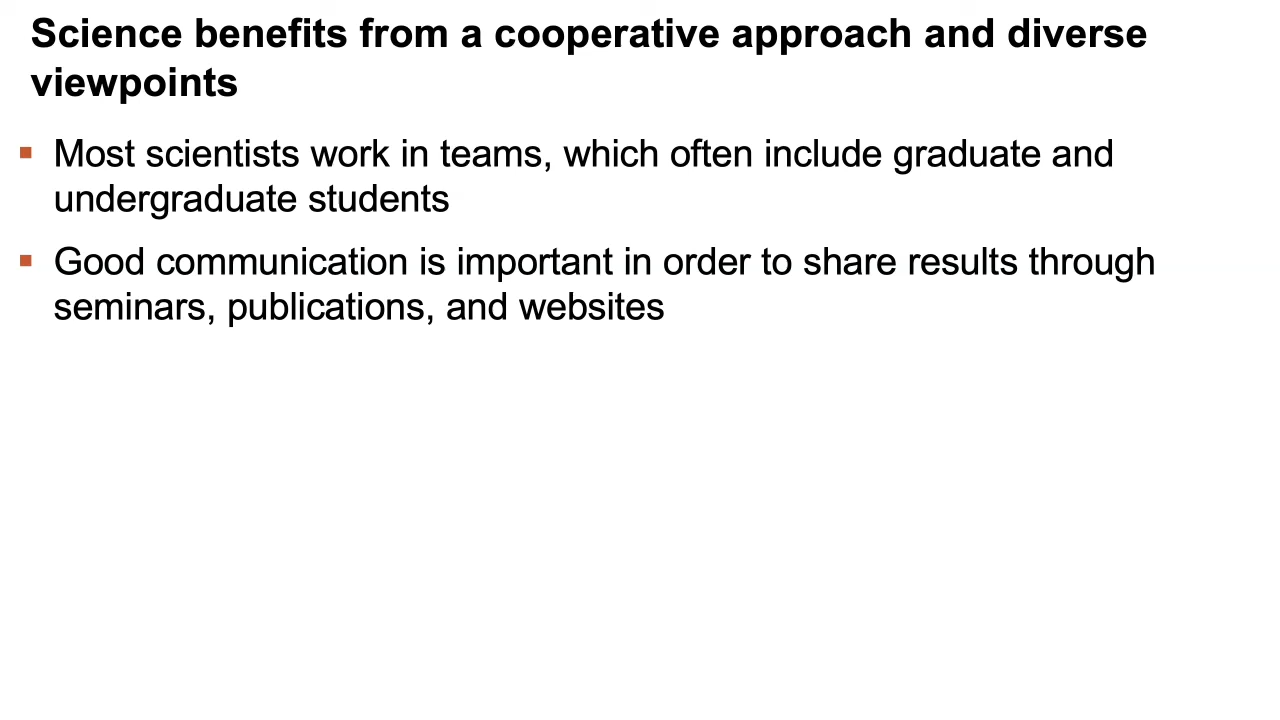 Science benefits from a cooperative approach and diverse
viewpoints
▪ Most scientists work in teams, which often include graduate and
undergraduate students
▪ Good communication is important in order to share results through
seminars, publications, and websites